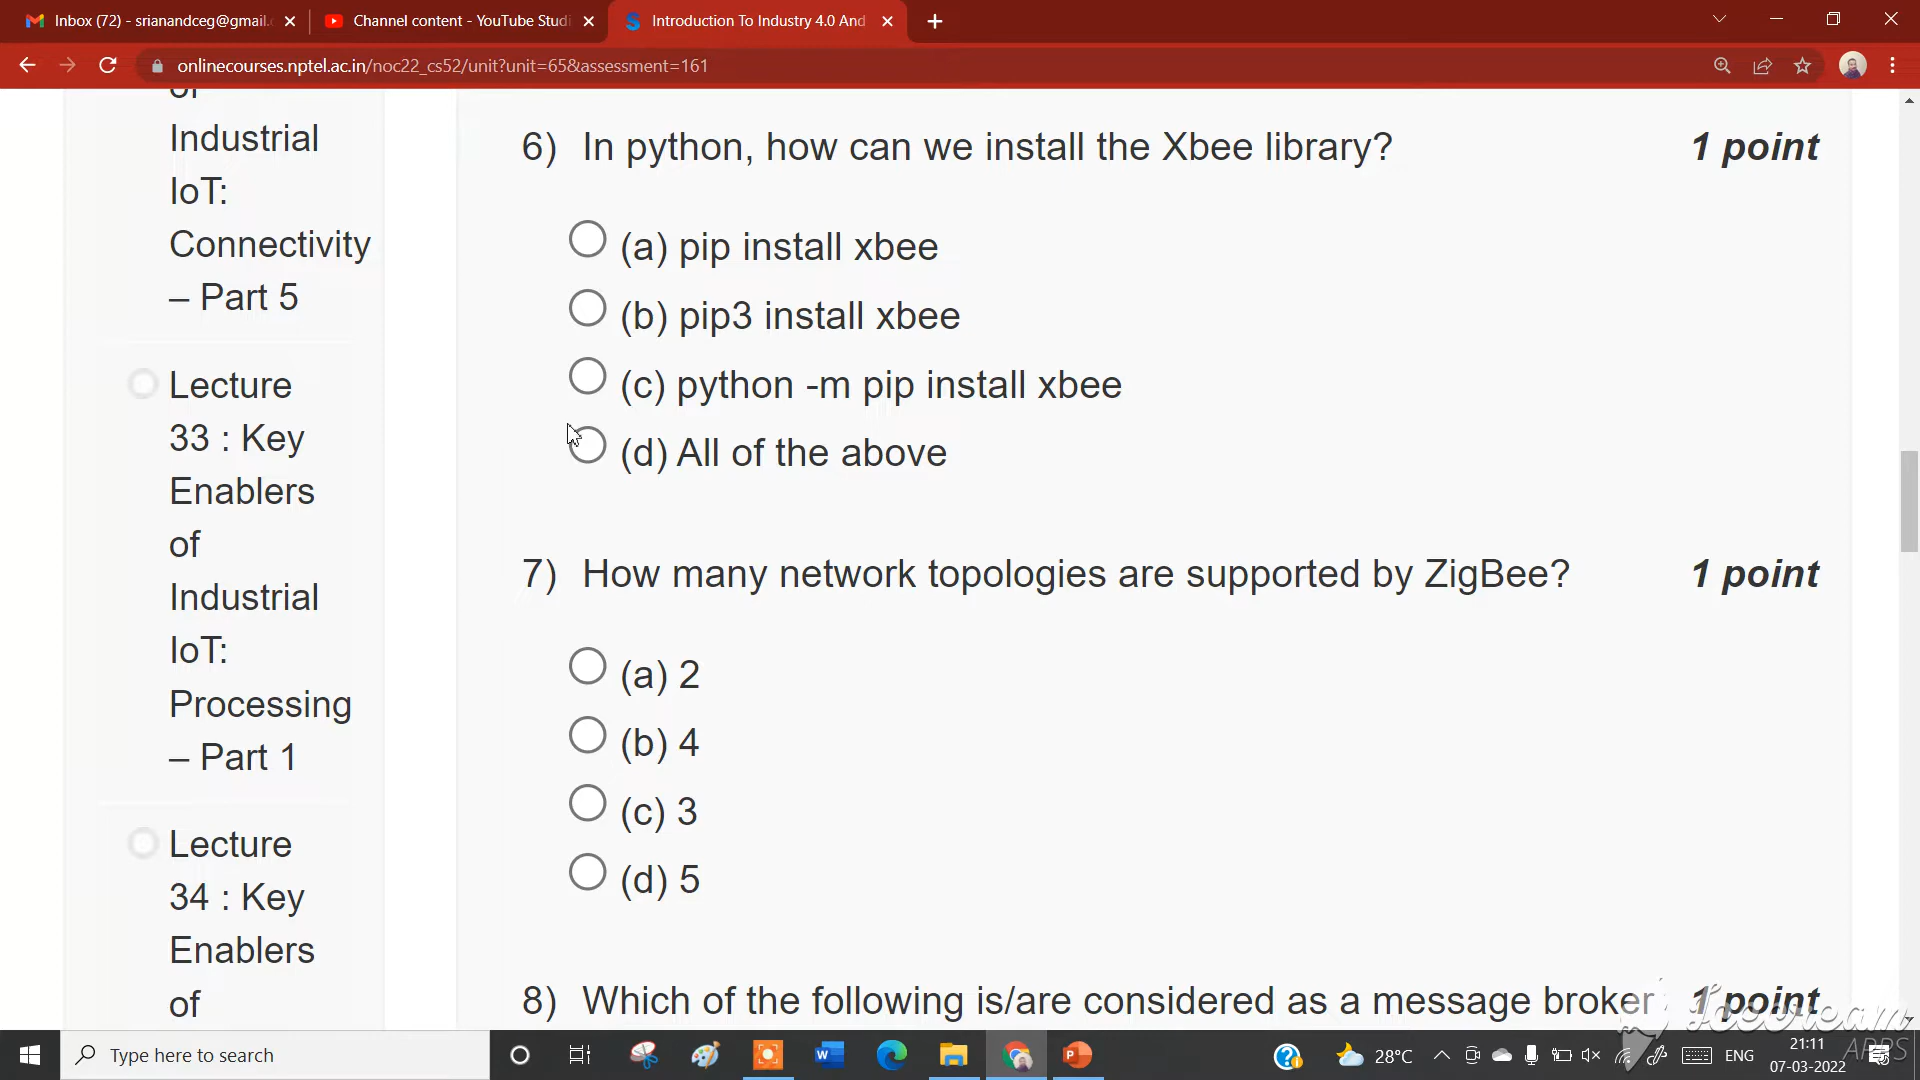 Inbox (72) - srianandceg@gmail.
Channel content - YouTube Studi
Introduction To Industry 4.0 And
onlinecourses.nptel.ac.in/noc22_cs52/unit?unit=65&assessment=161
of
Industrial
IoT:
Connectivity
– Part 5
Lecture
33 : Key
Enablers
of
Industrial
IoT:
Processing
– Part 1
Lecture
34 : Key
Enablers
of
6) In python, how can we install the Xbee library? 1 point
(a) pip install xbee
(b) pip3 install xbee
(c) python -m pip install xbee
(d) All of the above
7) How many network topologies are supported by ZigBee? 1 point
(a) 2
(b) 4
(c) 3
(d) 5
8) Which of the following is/are considered as a message broker 1 point
Icecream
APPS
Type here to search
28°C
ENG
21:11
07-03-2022